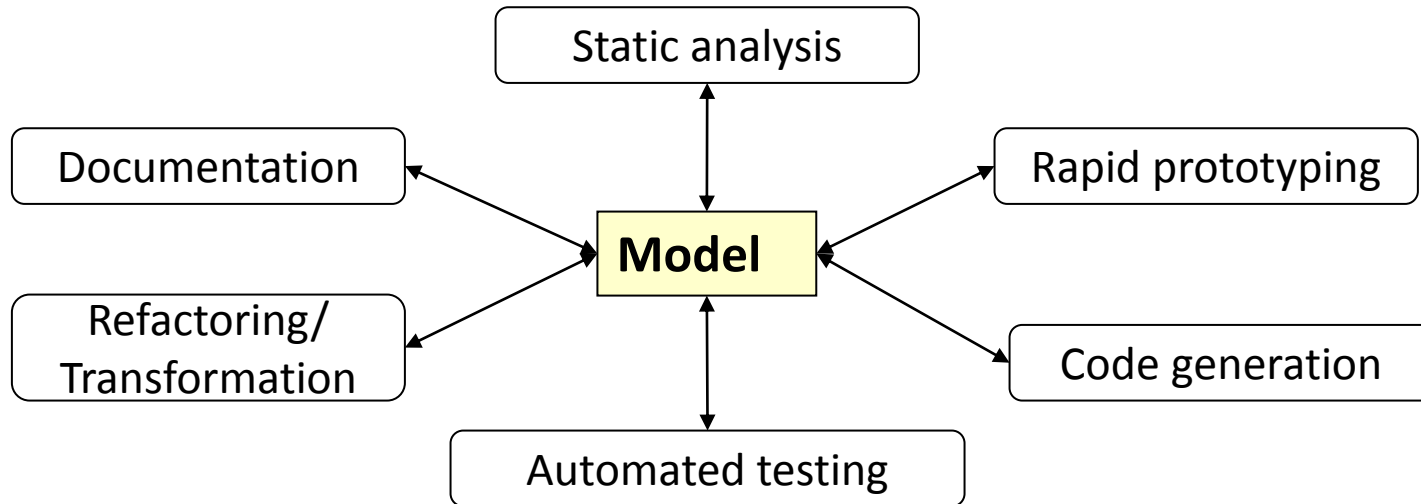 Static analysis
Documentation
Rapid prototyping
Model
Refactoring/
Transformation
Code generation
Automated testing